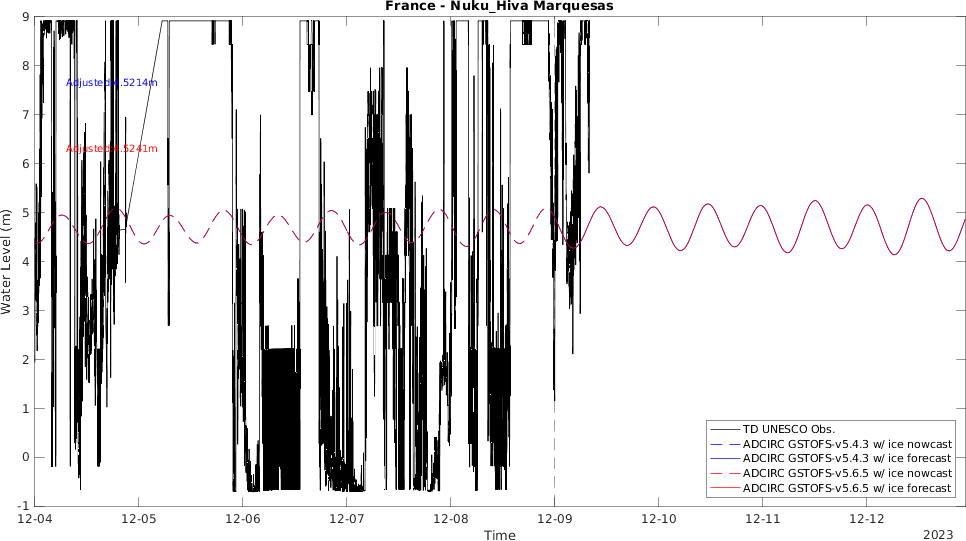 France - Nuku_Hiva Marquesas
9
8
7
6
5
4
3
2
1
0
-1
Water Level (m)
Adjusted 4.5214m
Adjusted 4.5241m
TD UNESCO Obs.
ADCIRC GSTOFS-v5.4.3 w/ ice nowcast
ADCIRC GSTOFS-v5.4.3 w/ ice forecast
ADCIRC GSTOFS-v5.6.5 w/ ice nowcast
ADCIRC GSTOFS-v5.6.5 w/ ice forecast
12-04 12-05 12-06 12-07 12-08 12-09 12-10 12-11 12-12
Time
2023